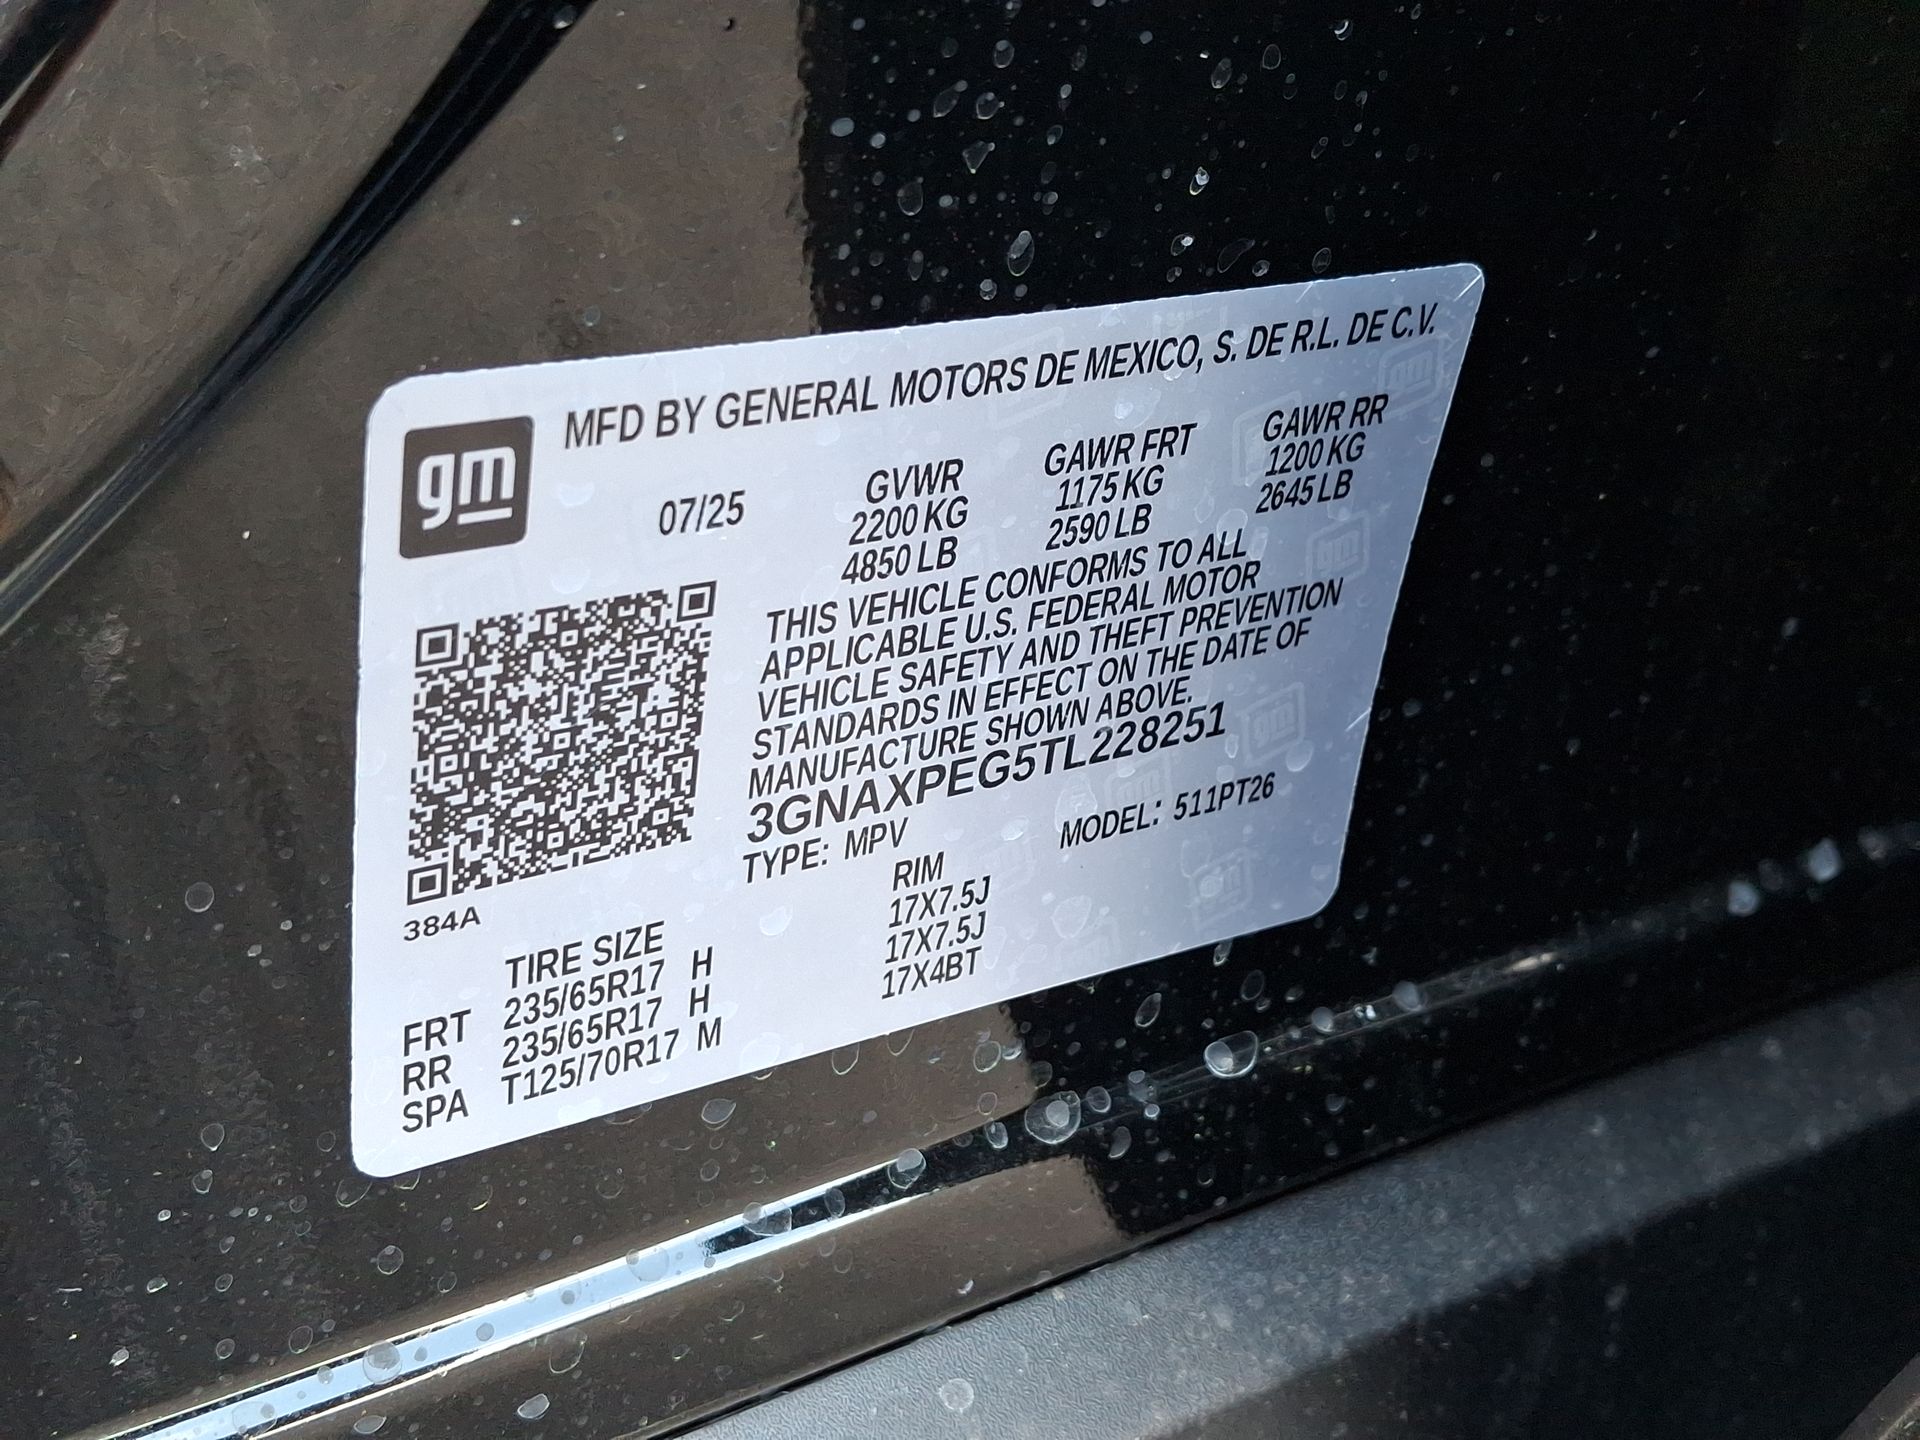 MFD BY GENERAL MOTORS DE MEXICO, S. DE R.L. DE C.V.
gm
07/25
GVWR
2200 KG
4850 LB
GAWR FRT
1175 KG
2590 LB
GAWR RR
1200 KG
2645 LB
THIS VEHICLE CONFORMS TO ALL
APPLICABLE U.S. FEDERAL MOTOR
VEHICLE SAFETY AND THEFT PREVENTION
STANDARDS IN EFFECT ON THE DATE OF
MANUFACTURE SHOWN ABOVE.
3GNAXPEG5TL228251
TYPE: MPV MODEL: 511PT26
384A
TIRE SIZE RIM
FRT 235/65R17 H 17X7.5J
RR 235/65R17 H 17X7.5J
SPA T125/70R17 M 17X4BT